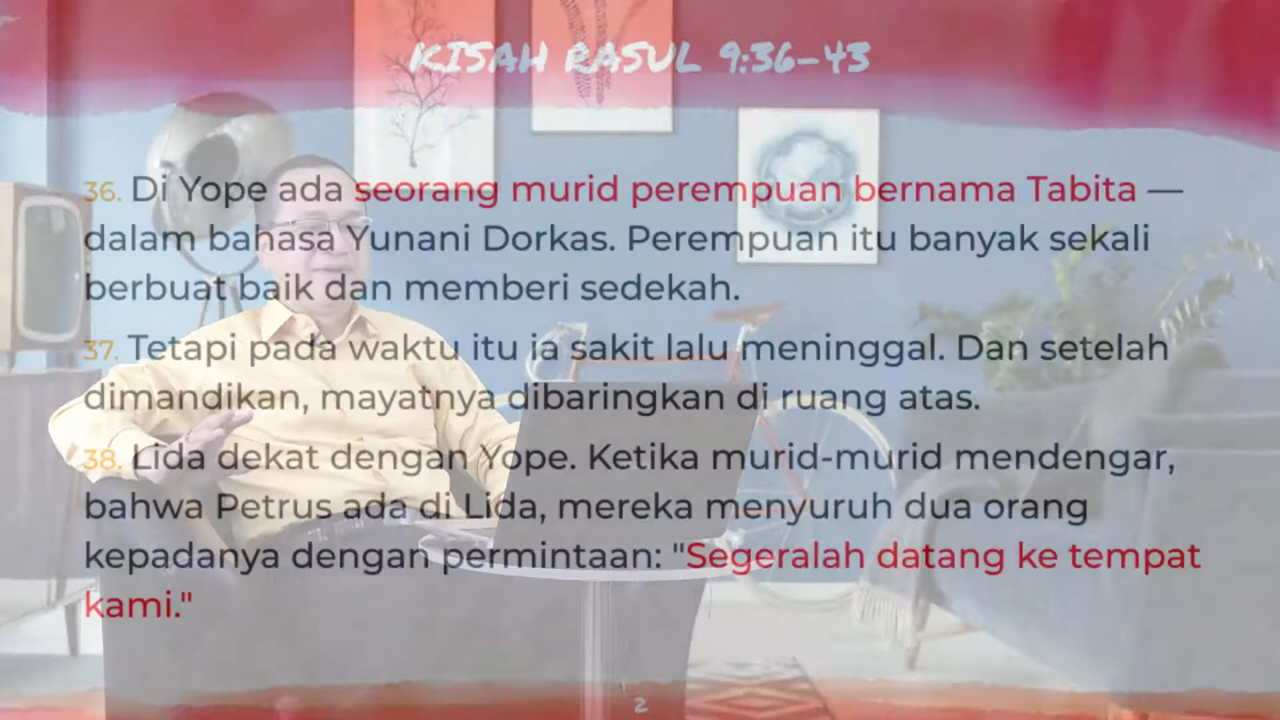 KISAH RASUL 9:36-43
36. Di Yope ada seorang murid perempuan bernama Tabita —
dalam bahasa Yunani Dorkas. Perempuan itu banyak sekali
berbuat baik dan memberi sedekah.
37. Tetapi pada waktu itu ia sakit lalu meninggal. Dan setelah
dimandikan, mayatnya dibaringkan di ruang atas.
38. Lida dekat dengan Yope. Ketika murid-murid mendengar,
bahwa Petrus ada di Lida, mereka menyuruh dua orang
kepadanya dengan permintaan: "Segeralah datang ke tempat
kami."
2